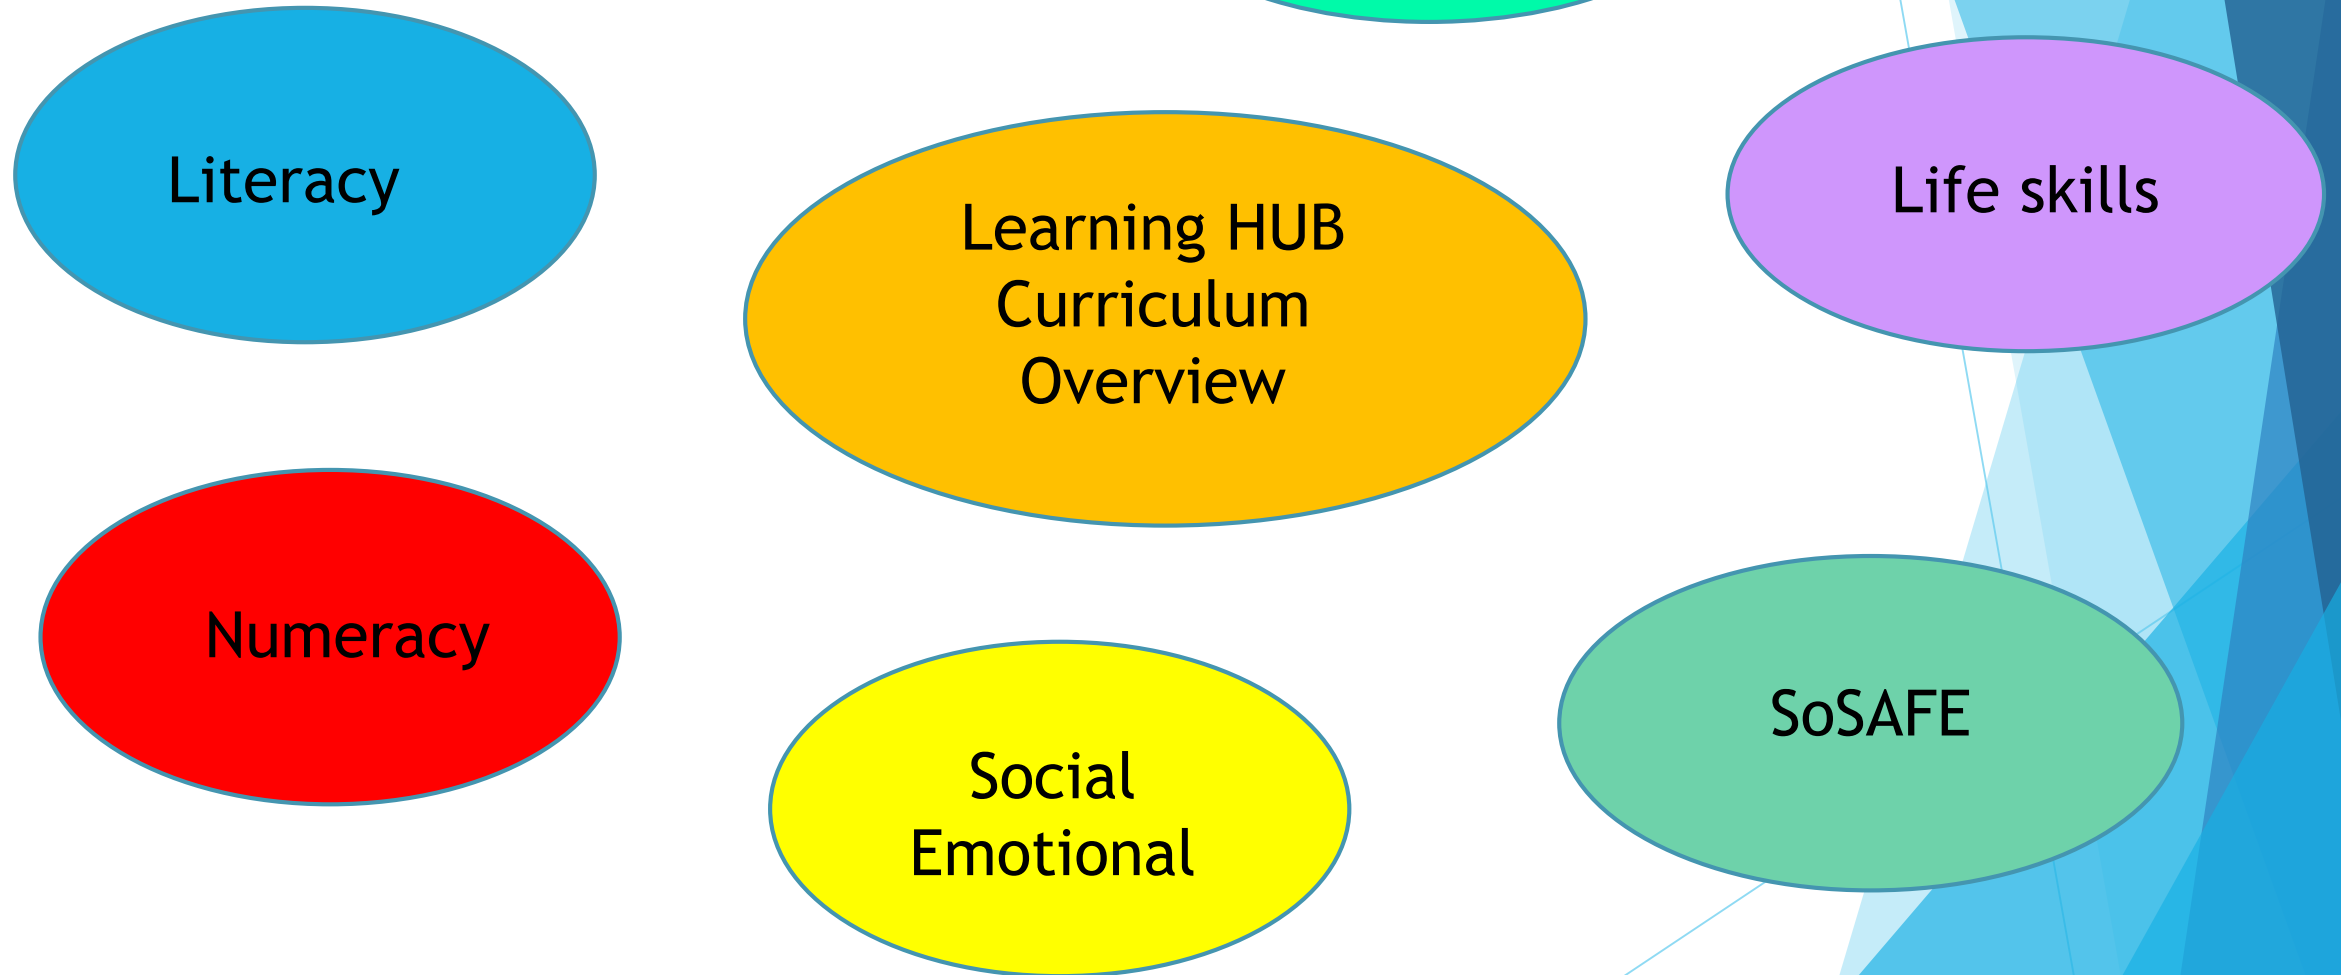 Literacy
Learning HUB
Curriculum
Overview
Life skills
Numeracy
Social
Emotional
SoSAFE